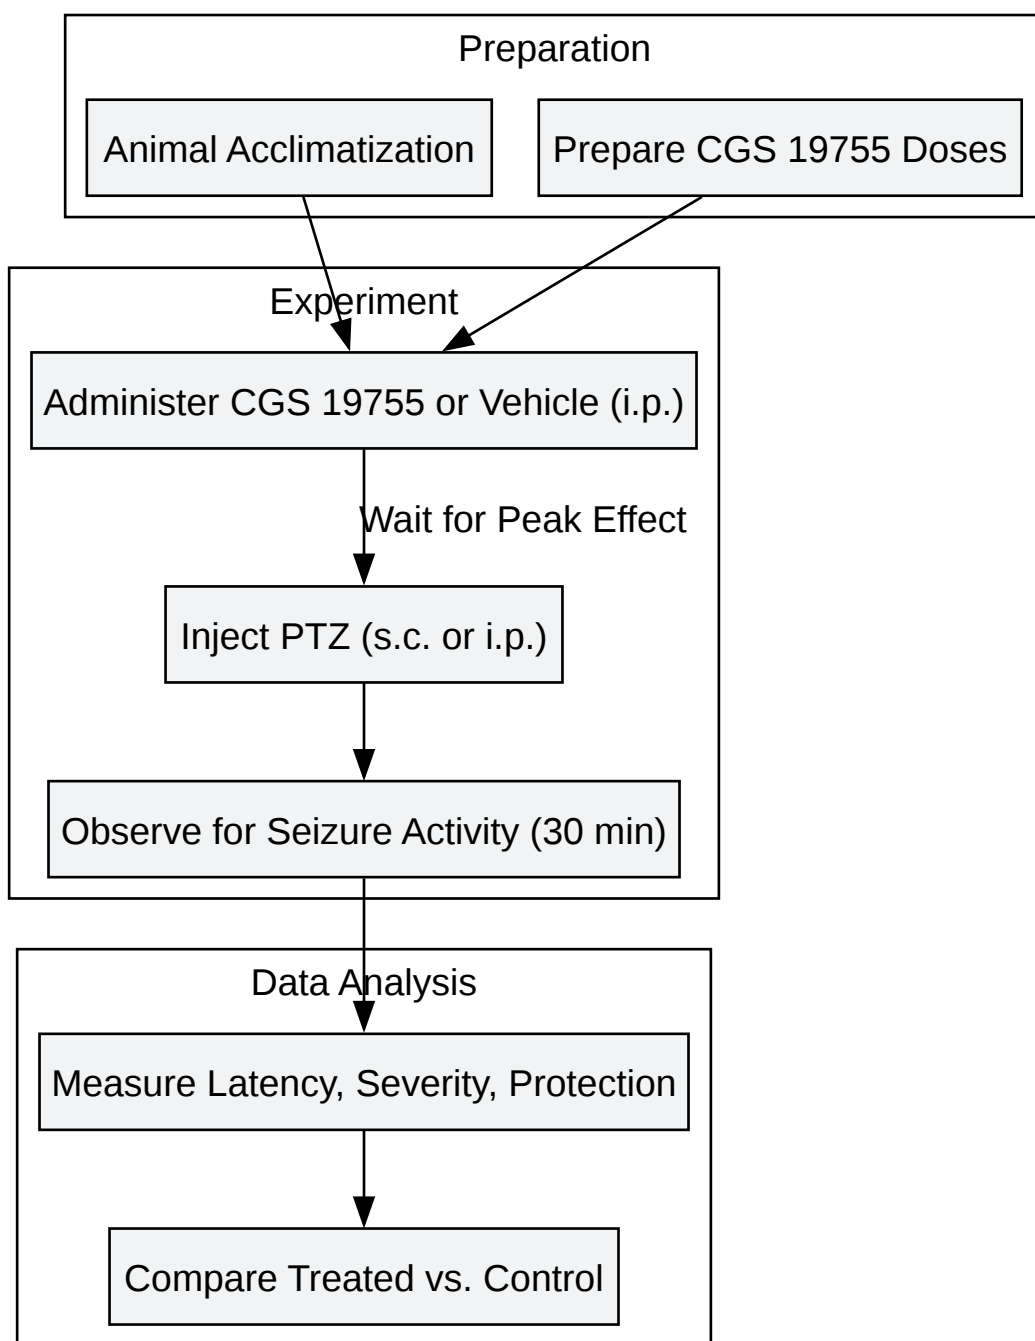 Preparation
Animal Acclimatization
Prepare CGS 19755 Doses
Experiment
Administer CGS 19755 or Vehicle (i.p.)
Wait for Peak Effect
Inject PTZ (s.c. or i.p.)
Observe for Seizure Activity (30 min)
Data Analysis
Measure Latency, Severity, Protection
Compare Treated vs. Control